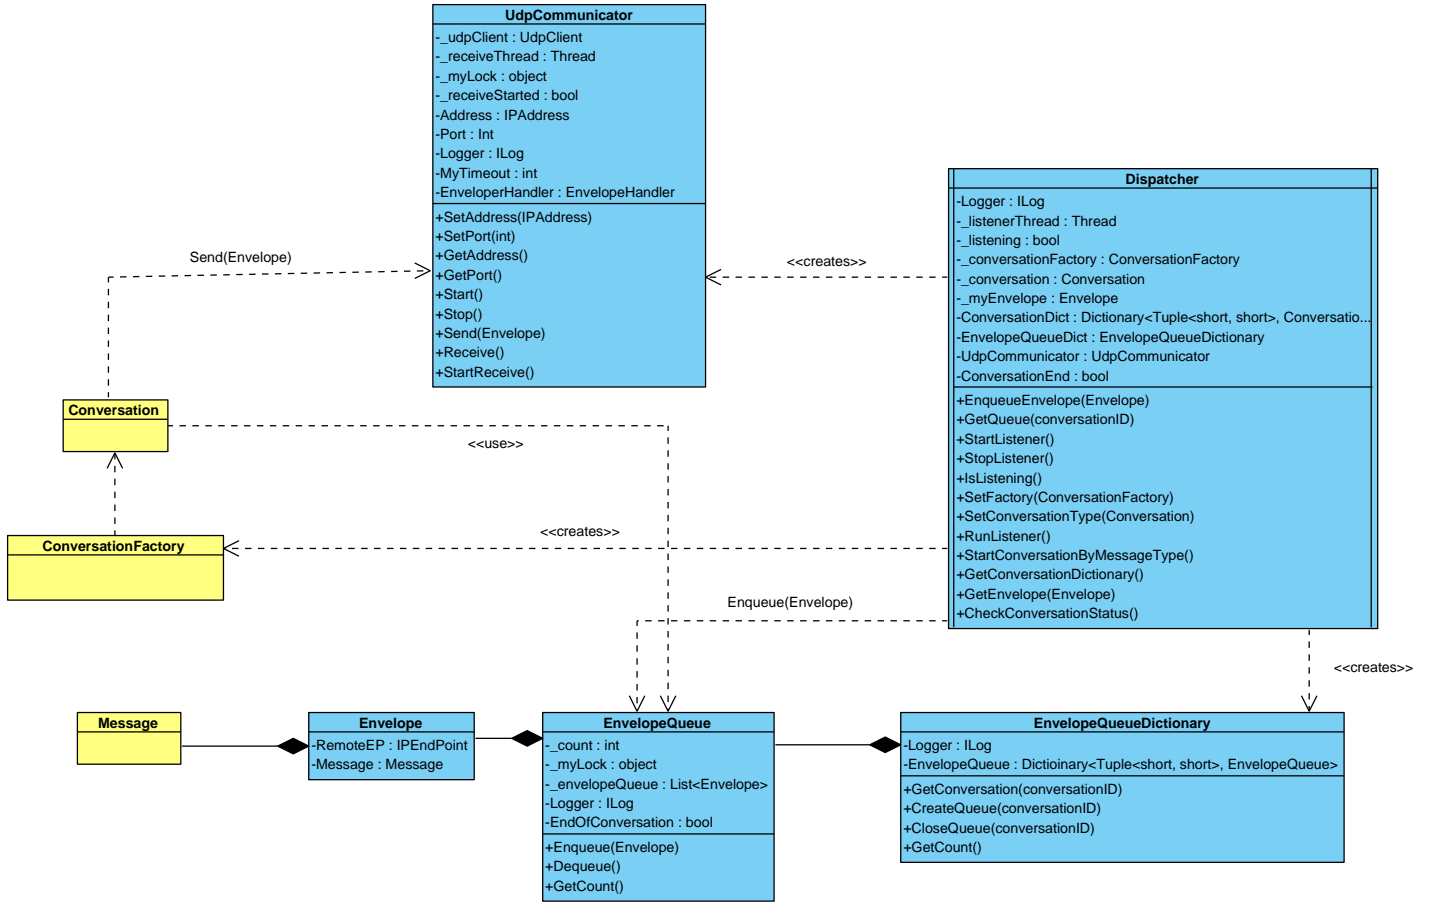 UdpCommunicator
-_udpClient : UdpClient
-_receiveThread : Thread
-_myLock : object
-_receiveStarted : bool
-Address : IPAddress
-Port : Int
-Logger : ILog
-MyTimeout : int
-EnveloperHandler : EnvelopeHandler
+SetAddress(IPAddress)
+SetPort(int)
+GetAddress()
+GetPort()
+Start()
+Stop()
+Send(Envelope)
+Receive()
+StartReceive()
Dispatcher
-Logger : ILog
-_listenerThread : Thread
-_listening : bool
-_conversationFactory : ConversationFactory
-_conversation : Conversation
-_myEnvelope : Envelope
-ConversationDict : Dictionary<Tuple<short, short>, Conversatio...
-EnvelopeQueueDict : EnvelopeQueueDictionary
-UdpCommunicator : UdpCommunicator
-ConversationEnd : bool
+EnqueueEnvelope(Envelope)
+GetQueue(conversationID)
+StartListener()
+StopListener()
+IsListening()
+SetFactory(ConversationFactory)
+SetConversationType(Conversation)
+RunListener()
+StartConversationByMessageType()
+GetConversationDictionary()
+GetEnvelope(Envelope)
+CheckConversationStatus()
Send(Envelope)
<<creates>>
Conversation
<<use>>
ConversationFactory
<<creates>>
Enqueue(Envelope)
<<creates>>
Message
Envelope
-RemoteEP : IPEndPoint
-Message : Message
EnvelopeQueue
-_count : int
-_myLock : object
-_envelopeQueue : List<Envelope>
-Logger : ILog
-EndOfConversation : bool
+Enqueue(Envelope)
+Dequeue()
+GetCount()
EnvelopeQueueDictionary
-Logger : ILog
-EnvelopeQueue : Dictioinary<Tuple<short, short>, EnvelopeQueue>
+GetConversation(conversationID)
+CreateQueue(conversationID)
+CloseQueue(conversationID)
+GetCount()